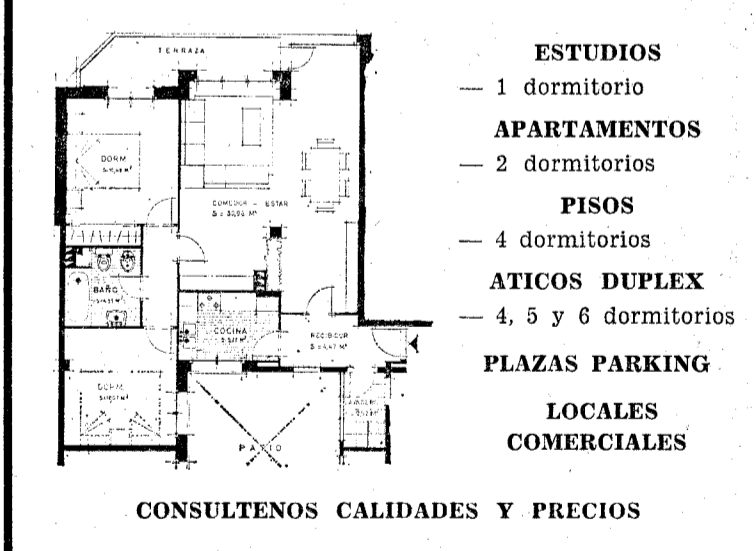 TERRAZA
DORM
COMEDOR - ESTAR
BAÑO
COCINA
RECIBIDOR
DORM
PATIO
ESTUDIOS
— 1 dormitorio
APARTAMENTOS
— 2 dormitorios
PISOS
— 4 dormitorios
ATICOS DUPLEX
— 4, 5 y 6 dormitorios
PLAZAS PARKING
LOCALES
COMERCIALES
CONSULTENOS CALIDADES Y PRECIOS